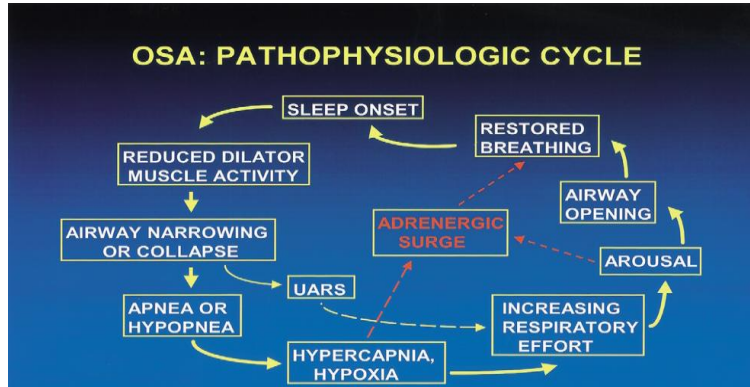 OSA: PATHOPHYSIOLOGIC CYCLE
SLEEP ONSET
RESTORED
BREATHING
REDUCED DILATOR
MUSCLE ACTIVITY
AIRWAY
OPENING
AIRWAY NARROWING
OR COLLAPSE
ADRENERGIC
SURGE
AROUSAL
UARS
APNEA OR
HYPOPNEA
INCREASING
RESPIRATORY
EFFORT
HYPERCAPNIA,
HYPOXIA